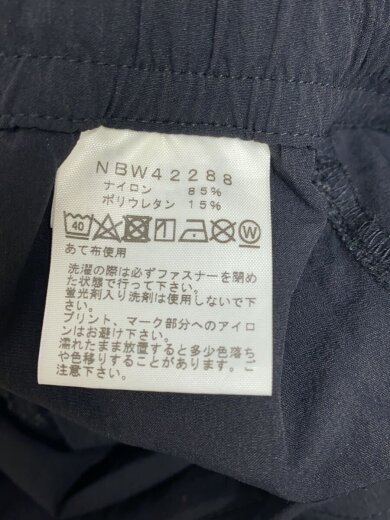 NBW42288
ナイロン 85%
ポリウレタン 15%
40 W
あて布使用
洗濯の際は必ずファスナーを閉め
た状態で行って下さい。
蛍光剤入り洗剤は使用しないで下
さい。
プリント、マーク部分へのアイロ
ンはお避け下さい。
濡れたまま放置すると多少色落ち
や色移りすることがあります。ご
注意下さい。